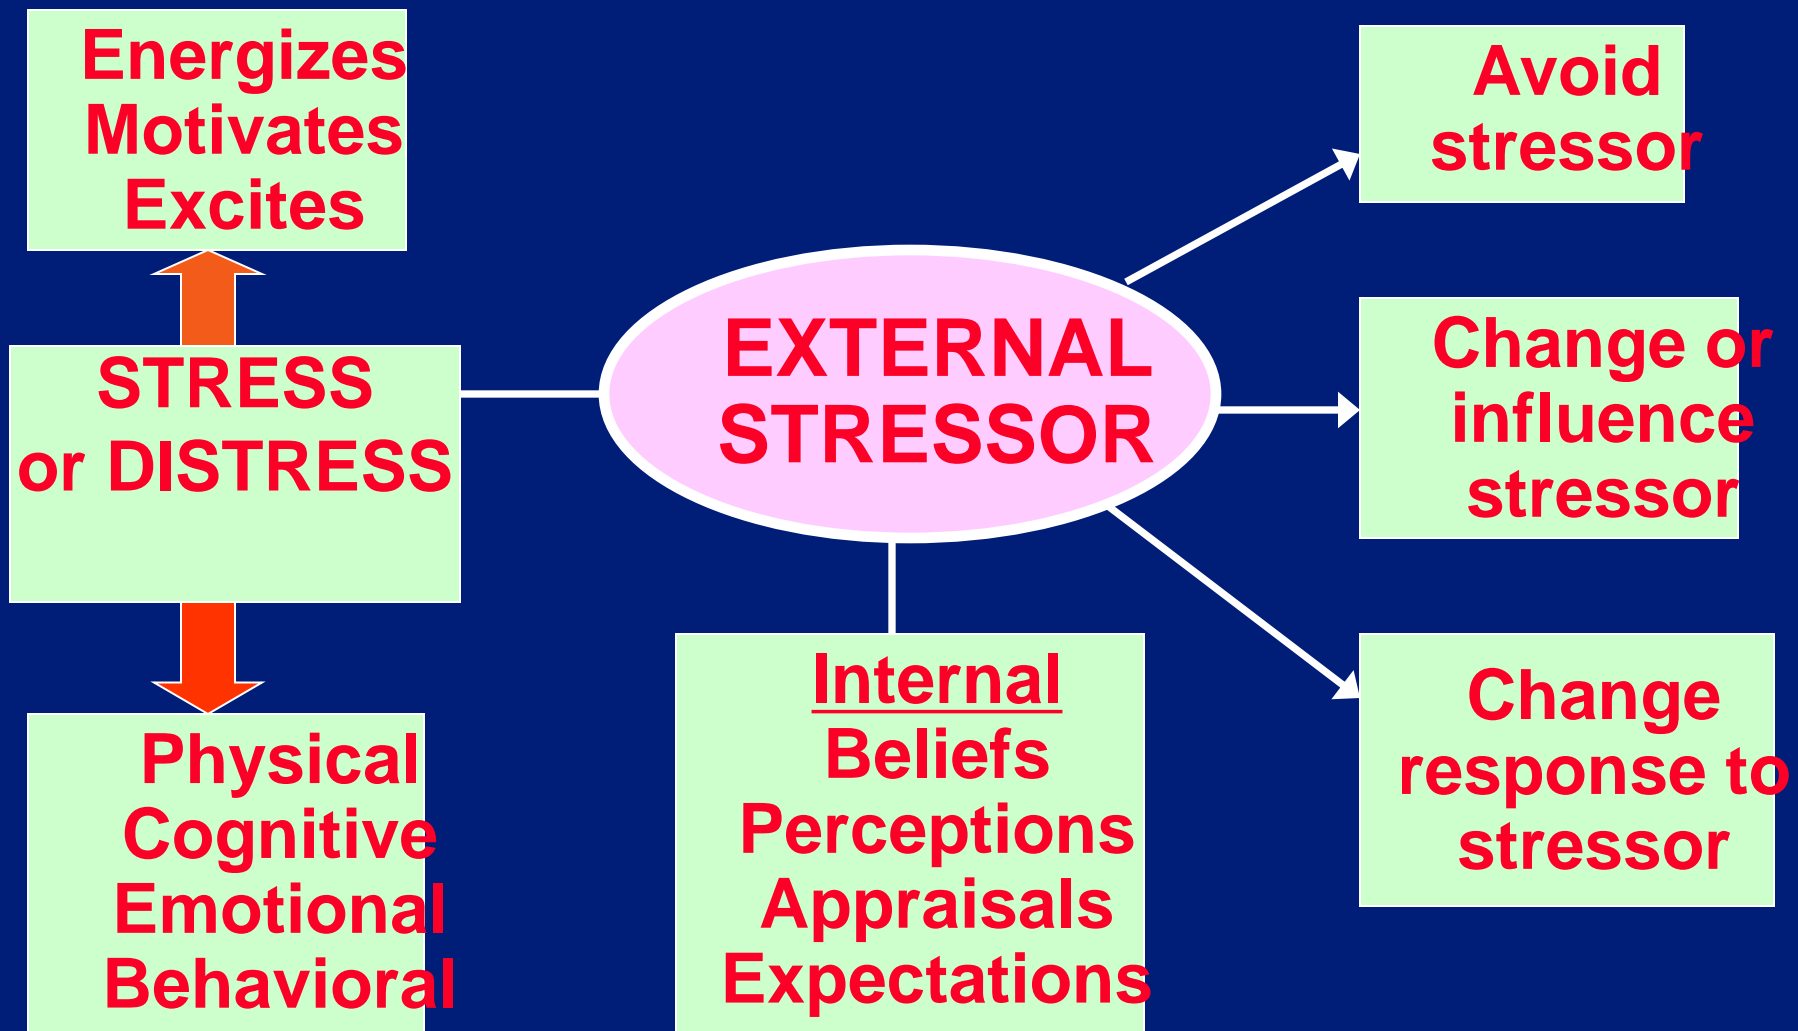 Energizes
Motivates
Excites
STRESS
or DISTRESS
Physical
Cognitive
Emotional
Behavioral
EXTERNAL
STRESSOR
Internal
Beliefs
Perceptions
Appraisals
Expectations
Avoid
stressor
Change or
influence
stressor
Change
response to
stressor